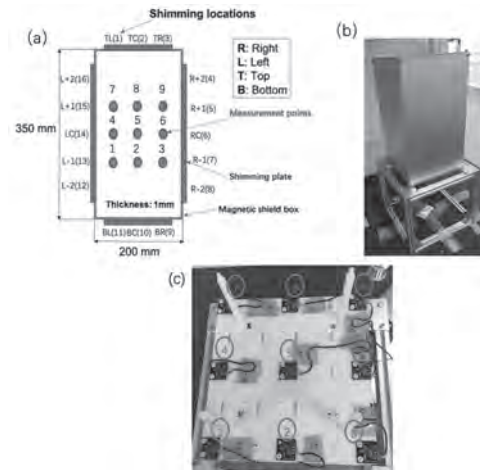 Shimming locations
(a)
TL(1) TC(2) TR(3)
R: Right
L: Left
T: Top
B: Bottom
L+2(16)
R+2(4)
7 8 9
L+1(15)
R+1(5)
4 5 6
Measurement points
350 mm
LC(14)
RC(6)
1 2 3
L-1(13)
R-1(7)
Shimming plate
L-2(12)
R-2(8)
Thickness: 1mm
Magnetic shield box
BL(11) BC(10) BR(9)
200 mm
(b)
(c)